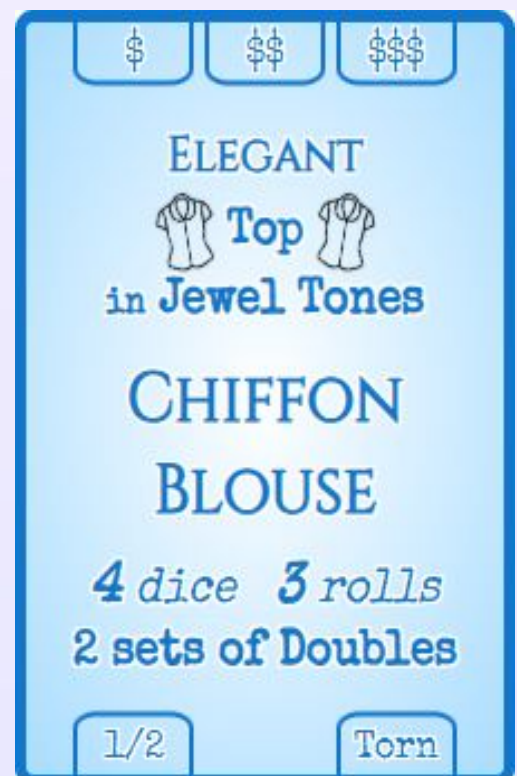 $ $$ $$$
ELEGANT
Top
in Jewel Tones
CHIFFON
BLOUSE
4 dice 3 rolls
2 sets of Doubles
1/2 Torn